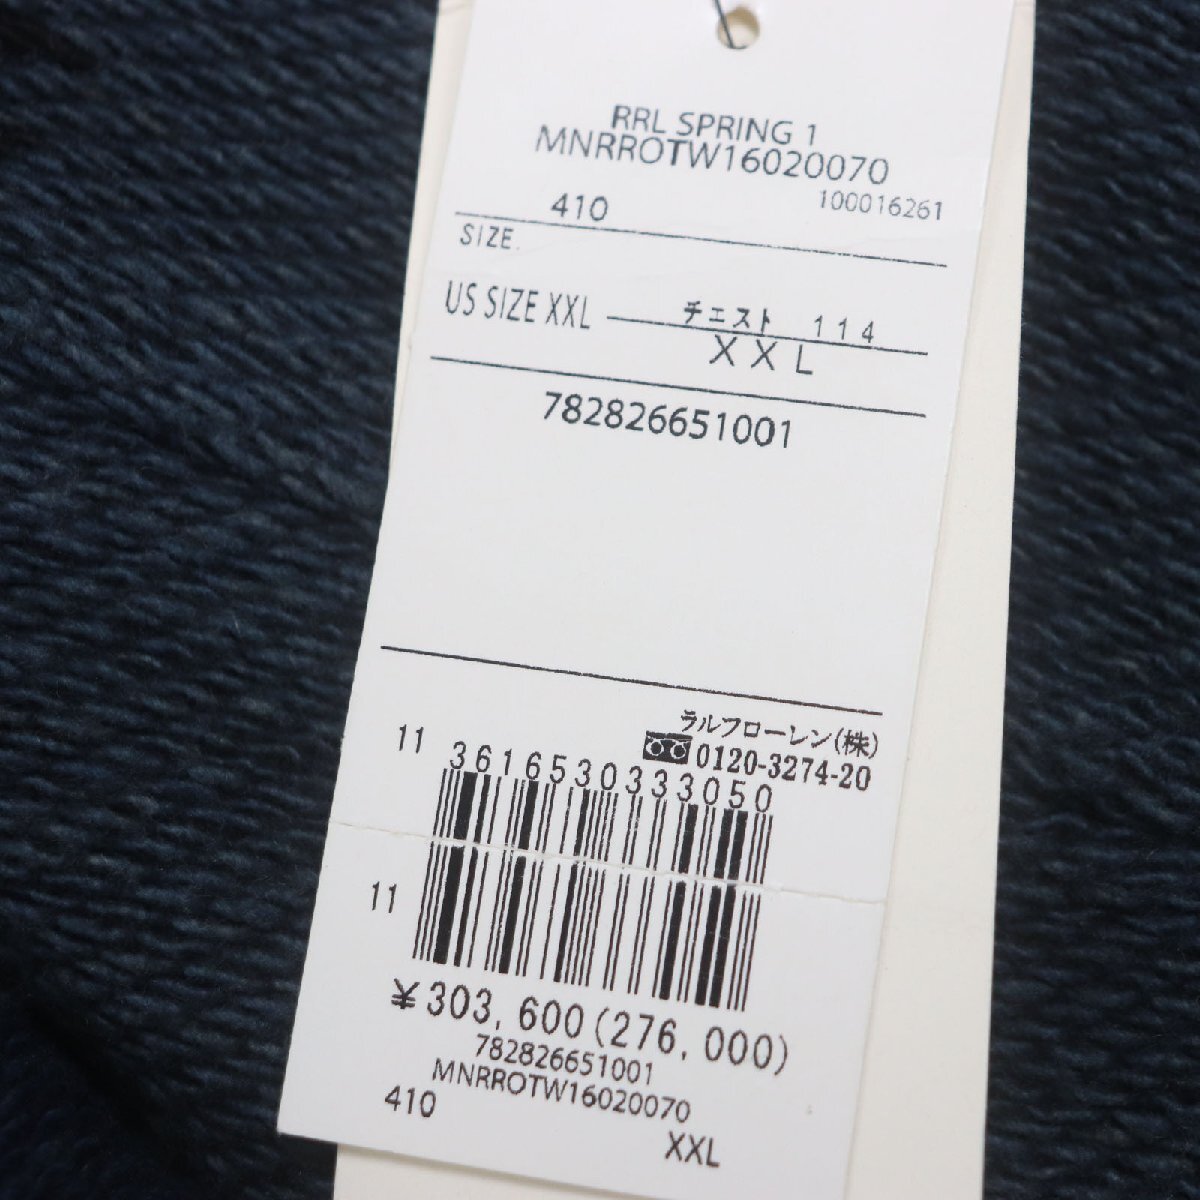 RRL SPRING 1
MNRROTW16020070
100016261
410
SIZE.
US SIZE XXL
チェスト 114
XXL
782826651001
ラルフローレン(株)
0120-3274-20
11
3616530333050
11
¥303,600(276,000)
782826651001
MNRROTW16020070
410
XXL